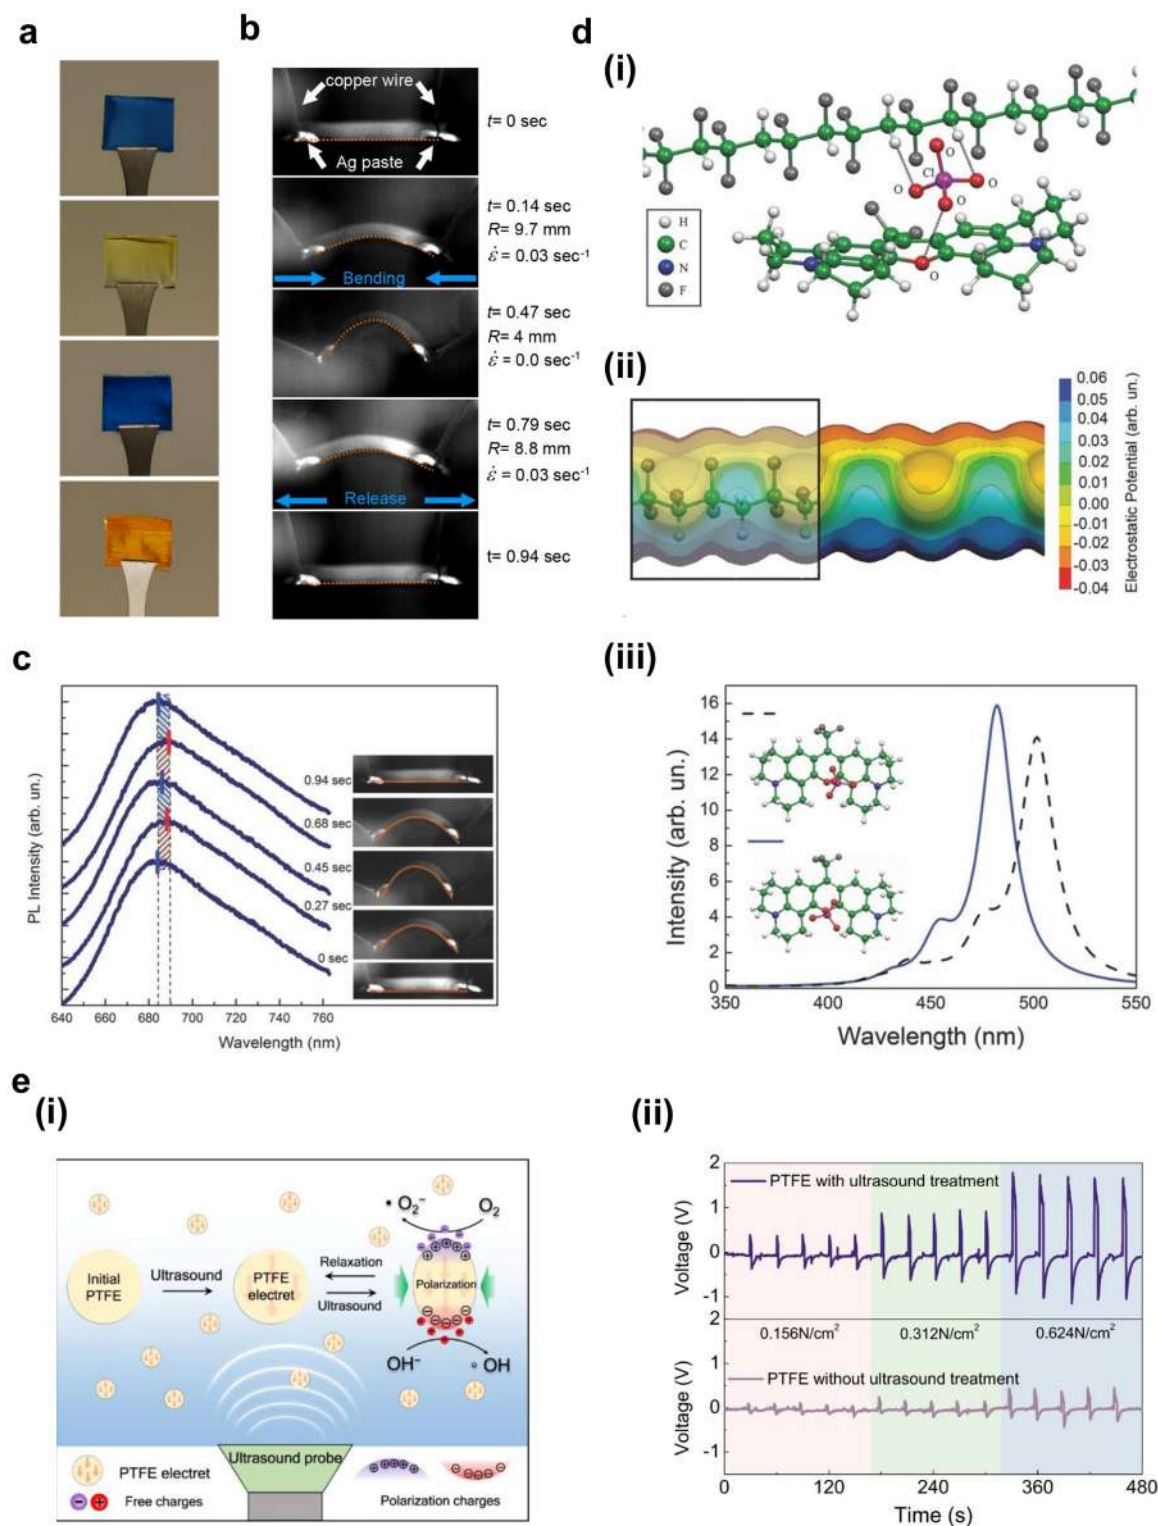 a
b
copper wire
Ag paste
t= 0 sec
t= 0.14 sec
R= 9.7 mm
ε̇ = 0.03 sec⁻¹
Bending
t= 0.47 sec
R= 4 mm
ε̇ = 0.0 sec⁻¹
t= 0.79 sec
R= 8.8 mm
ε̇ = 0.03 sec⁻¹
Release
t= 0.94 sec
c
PL Intensity (arb. un.)
0.94 sec
0.68 sec
0.45 sec
0.27 sec
0 sec
640 660 680 700 720 740 760
Wavelength (nm)
d
(i)
O
Cl
O
O
O
O
H
C
N
F
(ii)
0.06
0.05
0.04
0.03
0.02
0.01
0.00
-0.01
-0.02
-0.03
-0.04
Electrostatic Potential (arb. un.)
(iii)
Intensity (arb. un.)
16
14
12
10
8
6
4
2
0
350 400 450 500 550
Wavelength (nm)
e
(i)
Initial
PTFE
Ultrasound
PTFE
electret
Relaxation
Ultrasound
• O₂⁻
O₂
Polarization
OH⁻
OH
Ultrasound probe
PTFE electret
Free charges
Polarization charges
(ii)
Voltage (V)
2
1
0
-1
PTFE with ultrasound treatment
0.156N/cm²
0.312N/cm²
0.624N/cm²
Voltage (V)
2
1
0
-1
PTFE without ultrasound treatment
0 120 240 360 480
Time (s)